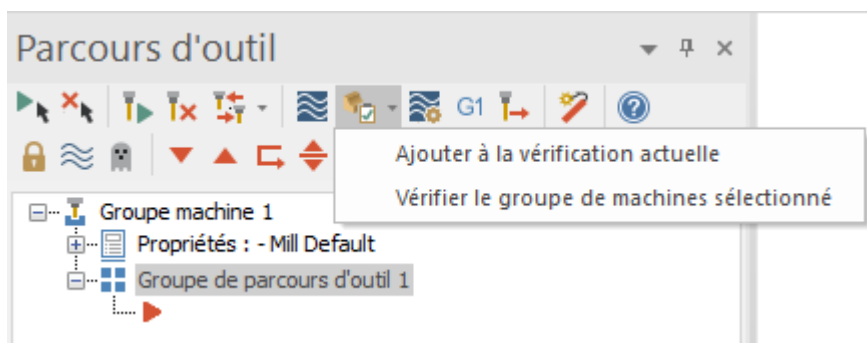 Parcours d'outil
G1
Ajouter à la vérification actuelle
Vérifier le groupe de machines sélectionné
Groupe machine 1
Propriétés : - Mill Default
Groupe de parcours d'outil 1